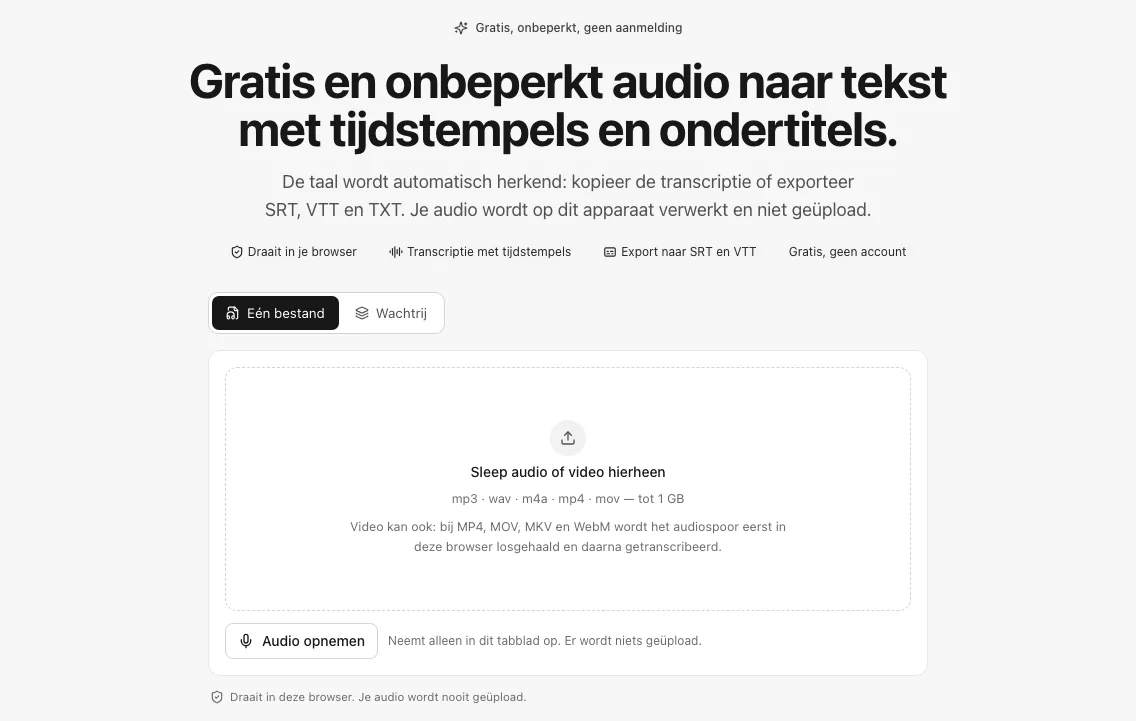 Gratis, onbeperkt, geen aanmelding
Gratis en onbeperkt audio naar tekst
met tijdstempels en ondertitels.
De taal wordt automatisch herkend: kopieer de transcriptie of exporteer
SRT, VTT en TXT. Je audio wordt op dit apparaat verwerkt en niet geüpload.
Draait in je browser
Transcriptie met tijdstempels
Export naar SRT en VTT
Gratis, geen account
Eén bestand
Wachtrij
Sleep audio of video hierheen
mp3 · wav · m4a · mp4 · mov — tot 1 GB
Video kan ook: bij MP4, MOV, MKV en WebM wordt het audiospoor eerst in
deze browser losgehaald en daarna getranscribeerd.
Audio opnemen
Neemt alleen in dit tabblad op. Er wordt niets geüpload.
Draait in deze browser. Je audio wordt nooit geüpload.